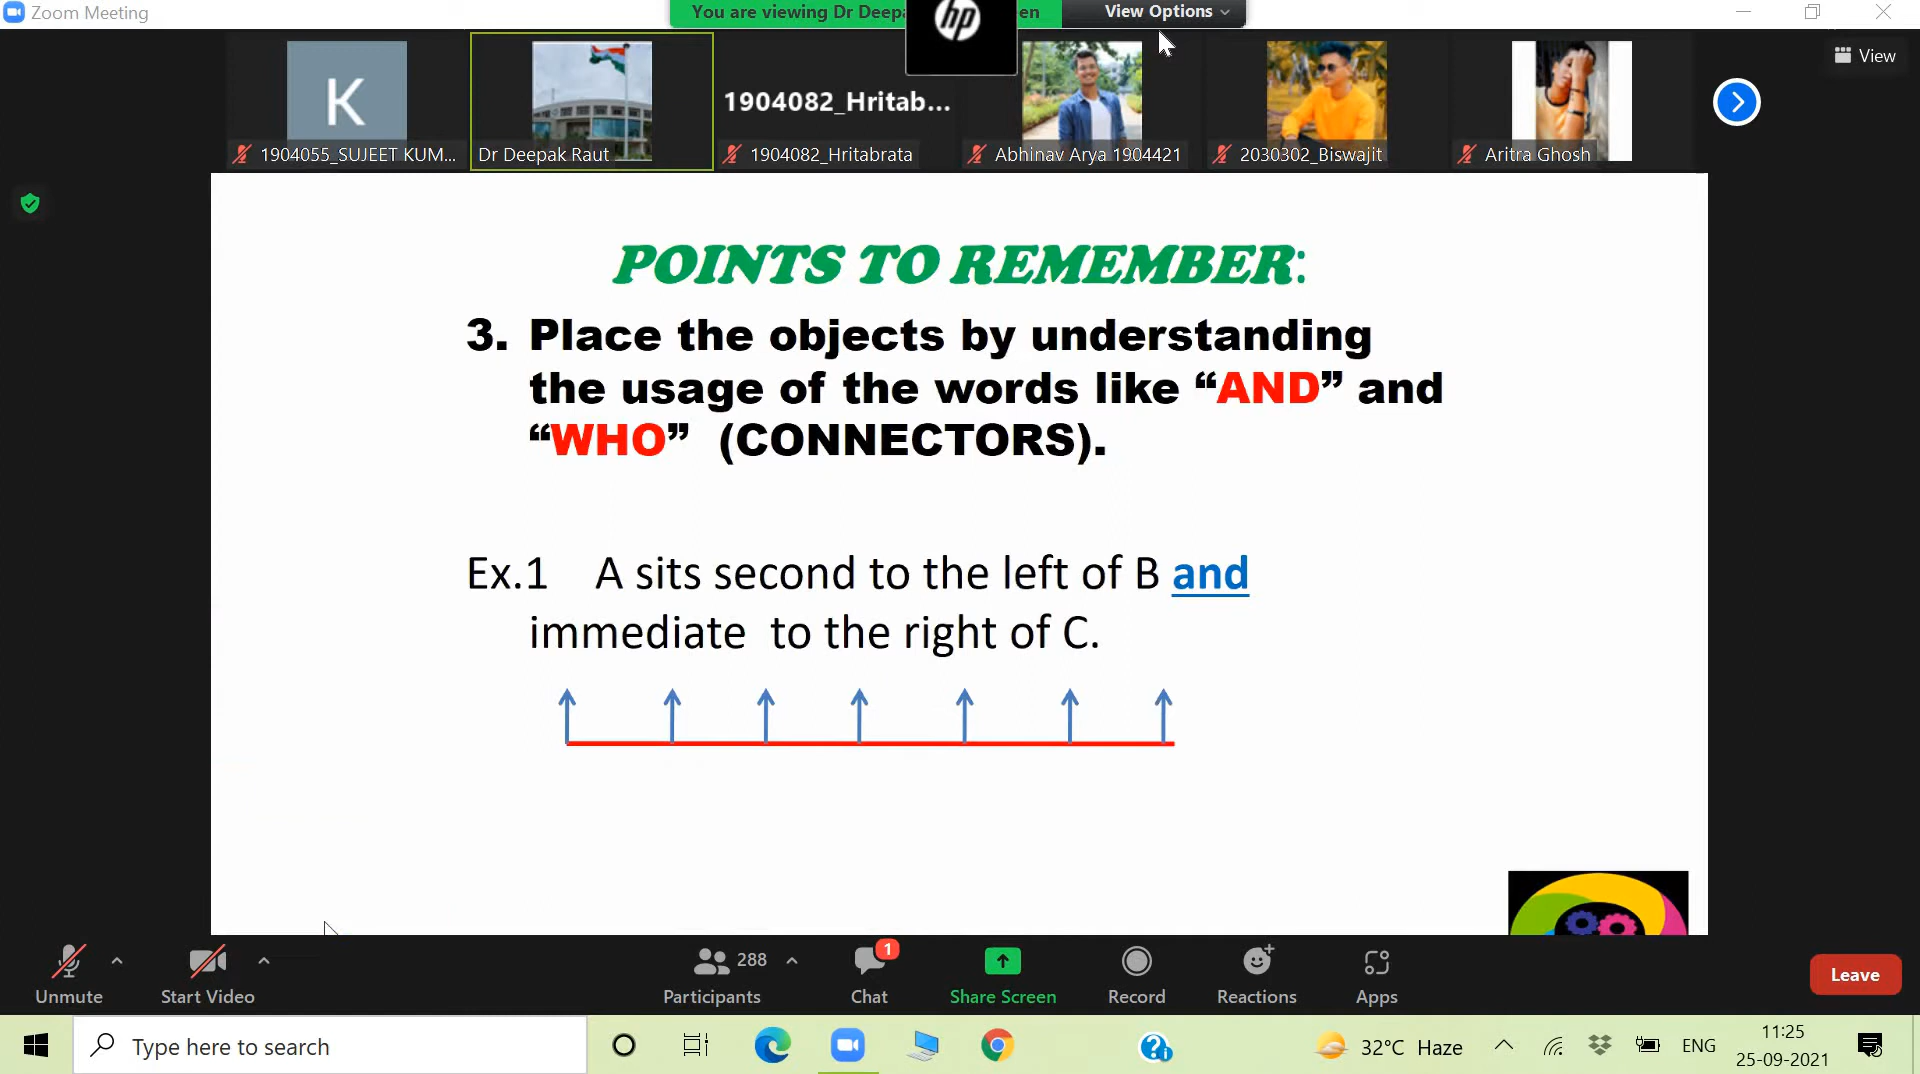 Zoom Meeting
You are viewing Dr Deepa
en
View Options
View
K
1904082_Hritab...
1904055_SUJEET KUM...
Dr Deepak Raut
1904082_Hritabrata
Abhinav Arya 1904421
2030302_Biswajit
Aritra Ghosh
hp
POINTS TO REMEMBER:
3. Place the objects by understanding
the usage of the words like “AND” and
“WHO” (CONNECTORS).
Ex.1 A sits second to the left of B and
immediate to the right of C.
288
1
Unmute
Start Video
Participants
Chat
Share Screen
Record
Reactions
Apps
Leave
Type here to search
32°C Haze
ENG
11:25
25-09-2021